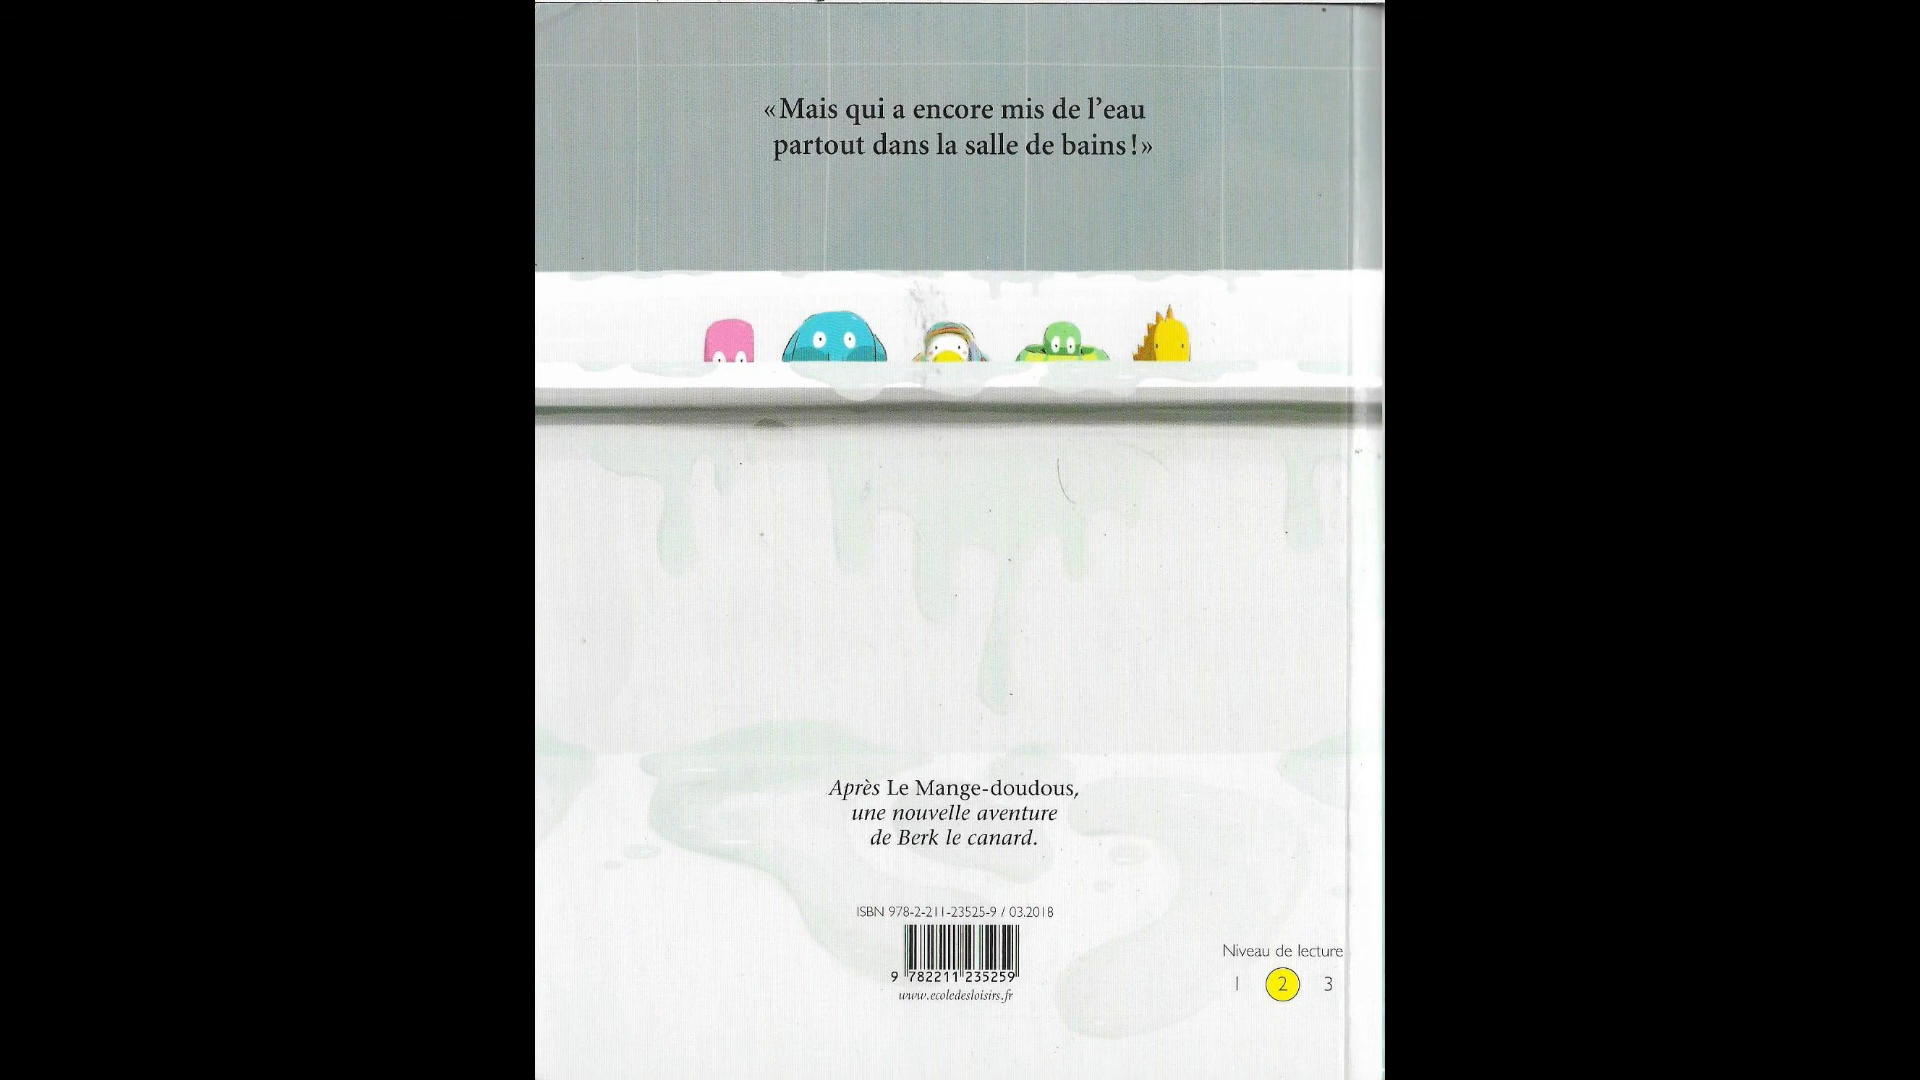 «Mais qui a encore mis de l'eau
partout dans la salle de bains!»
Après Le Mange-doudous,
une nouvelle aventure
de Berk le canard.
ISBN 978-2-211-23525-9 / 03.2018
9 782211 235259
www.ecoledesloisirs.fr
Niveau de lecture
1 2 3